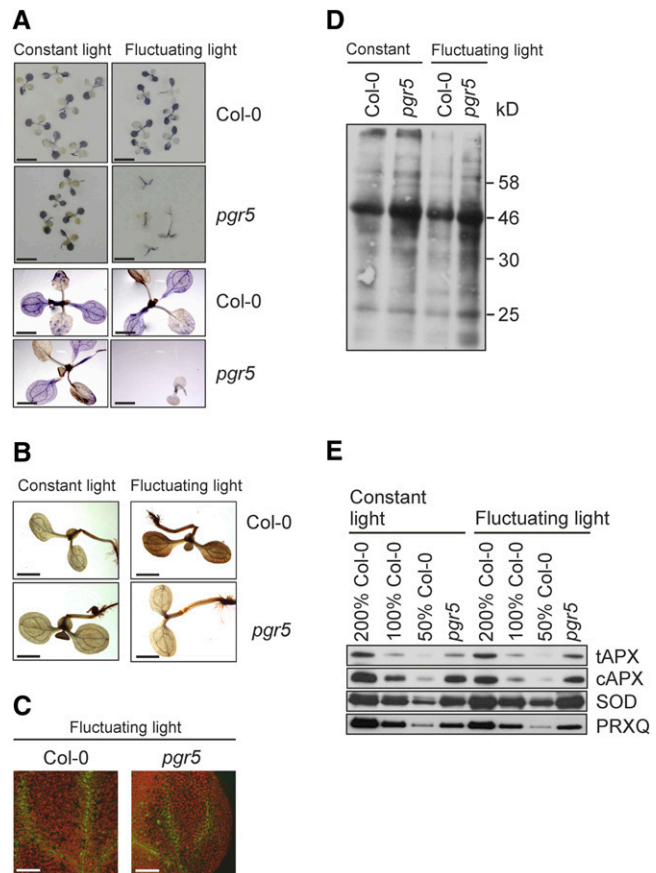 A
Constant light Fluctuating light
Col-0
pgr5
Col-0
pgr5
B
Constant light Fluctuating light
Col-0
pgr5
C
Fluctuating light
Col-0 pgr5
D
Constant Fluctuating light
Col-0 pgr5 Col-0 pgr5 kD
58
46
30
25
E
Constant
light Fluctuating light
200% Col-0 100% Col-0 50% Col-0 pgr5 200% Col-0 100% Col-0 50% Col-0 pgr5
tAPX
cAPX
SOD
PRXQ